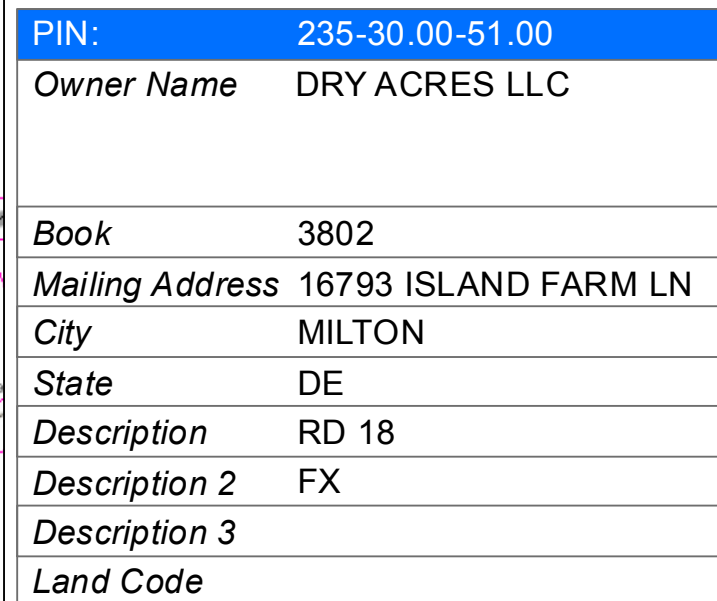 PIN: 235-30.00-51.00
Owner Name DRY ACRES LLC
Book 3802
Mailing Address 16793 ISLAND FARM LN
City MILTON
State DE
Description RD 18
Description 2 FX
Description 3
Land Code